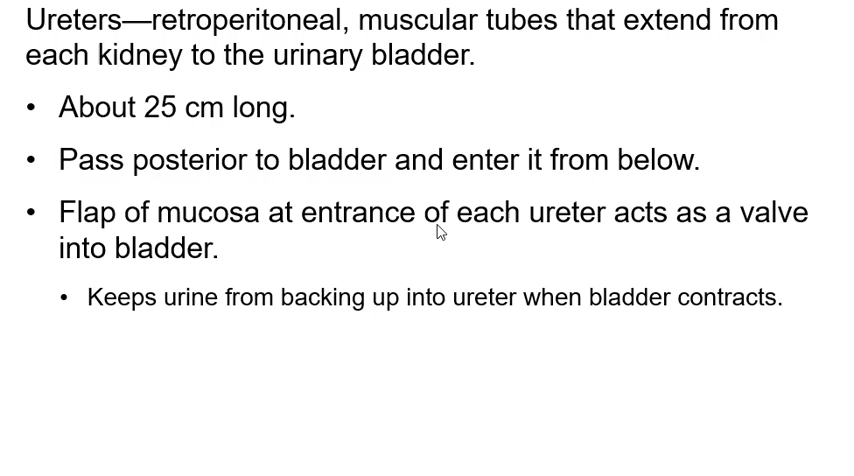 Ureters—retroperitoneal, muscular tubes that extend from
each kidney to the urinary bladder.
• About 25 cm long.
• Pass posterior to bladder and enter it from below.
• Flap of mucosa at entrance of each ureter acts as a valve
into bladder.
• Keeps urine from backing up into ureter when bladder contracts.